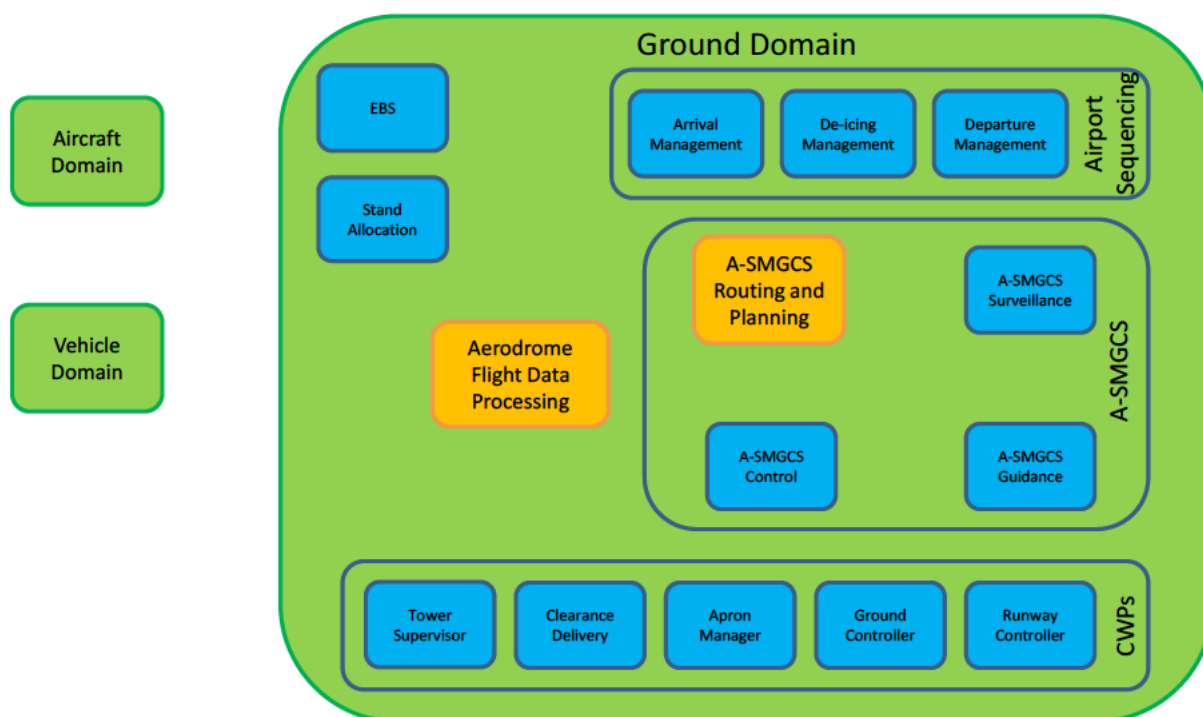 Ground Domain
Aircraft
Domain
Vehicle
Domain
EBS
Stand
Allocation
Arrival
Management
De-icing
Management
Departure
Management
Airport
Sequencing
A-SMGCS
Routing and
Planning
A-SMGCS
Surveillance
Aerodrome
Flight Data
Processing
A-SMGCS
Control
A-SMGCS
Guidance
A-SMGCS
Tower
Supervisor
Clearance
Delivery
Apron
Manager
Ground
Controller
Runway
Controller
CWPs